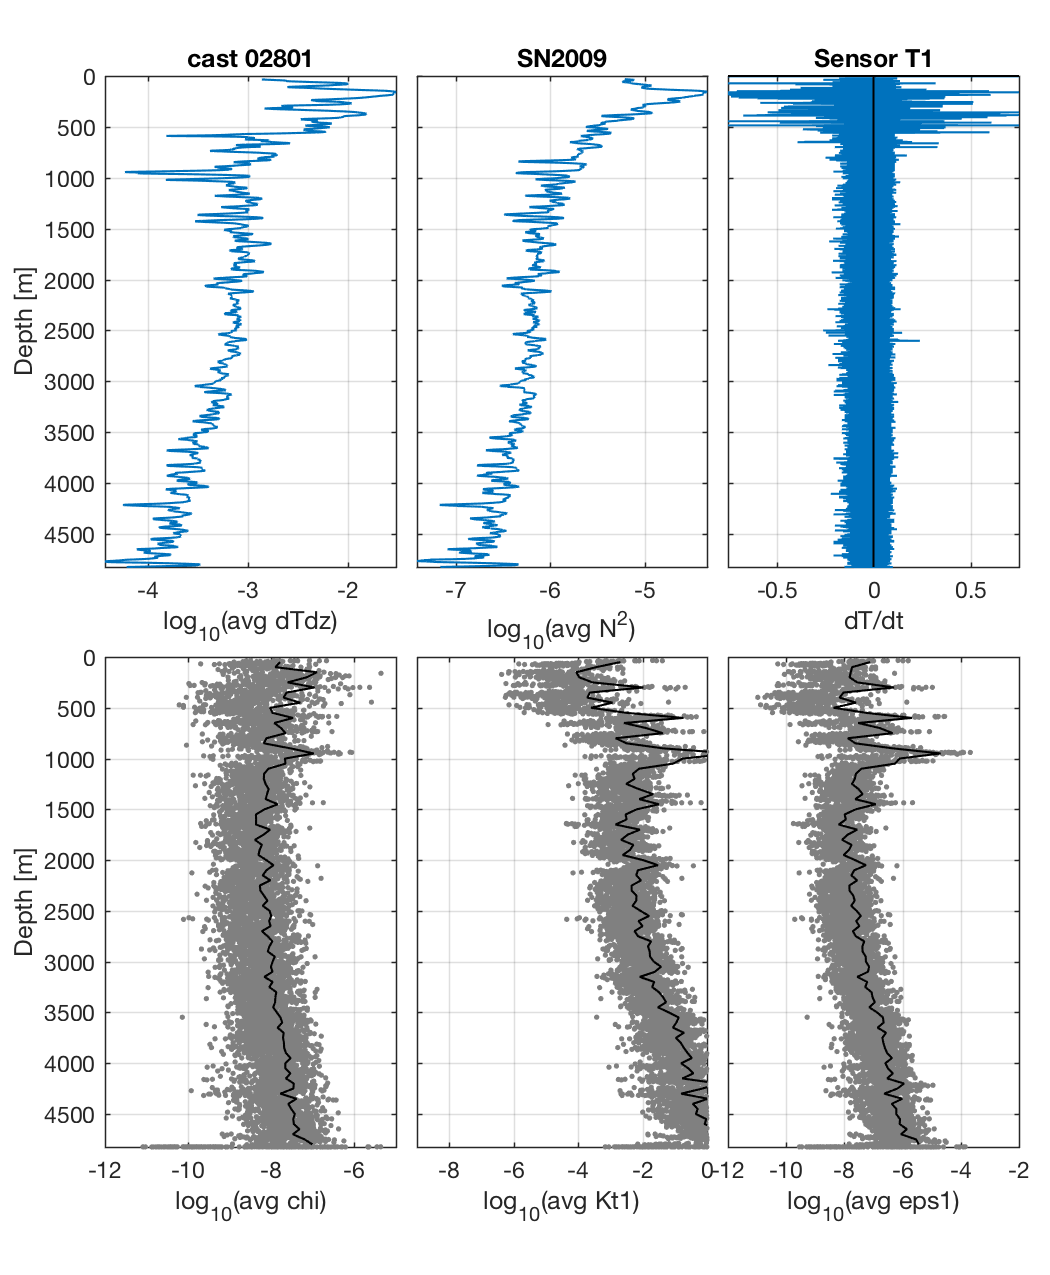 cast 02801 SN2009 Sensor T1
0
500
1000
1500
2000
2500
3000
3500
4000
4500
Depth [m]
-4 -3 -2 -7 -6 -5 -0.5 0 0.5
log10(avg dTdz) log10(avg N2) dT/dt
0
500
1000
1500
2000
2500
3000
3500
4000
4500
Depth [m]
-12 -10 -8 -6 -8 -6 -4 -2 0 -12 -10 -8 -6 -4 -2
log10(avg chi) log10(avg Kt1) log10(avg eps1)